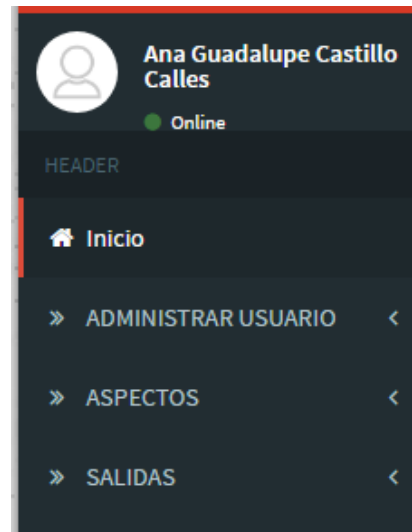 Ana Guadalupe Castillo
Calles
Online
HEADER
Inicio
ADMINISTRAR USUARIO
ASPECTOS
SALIDAS